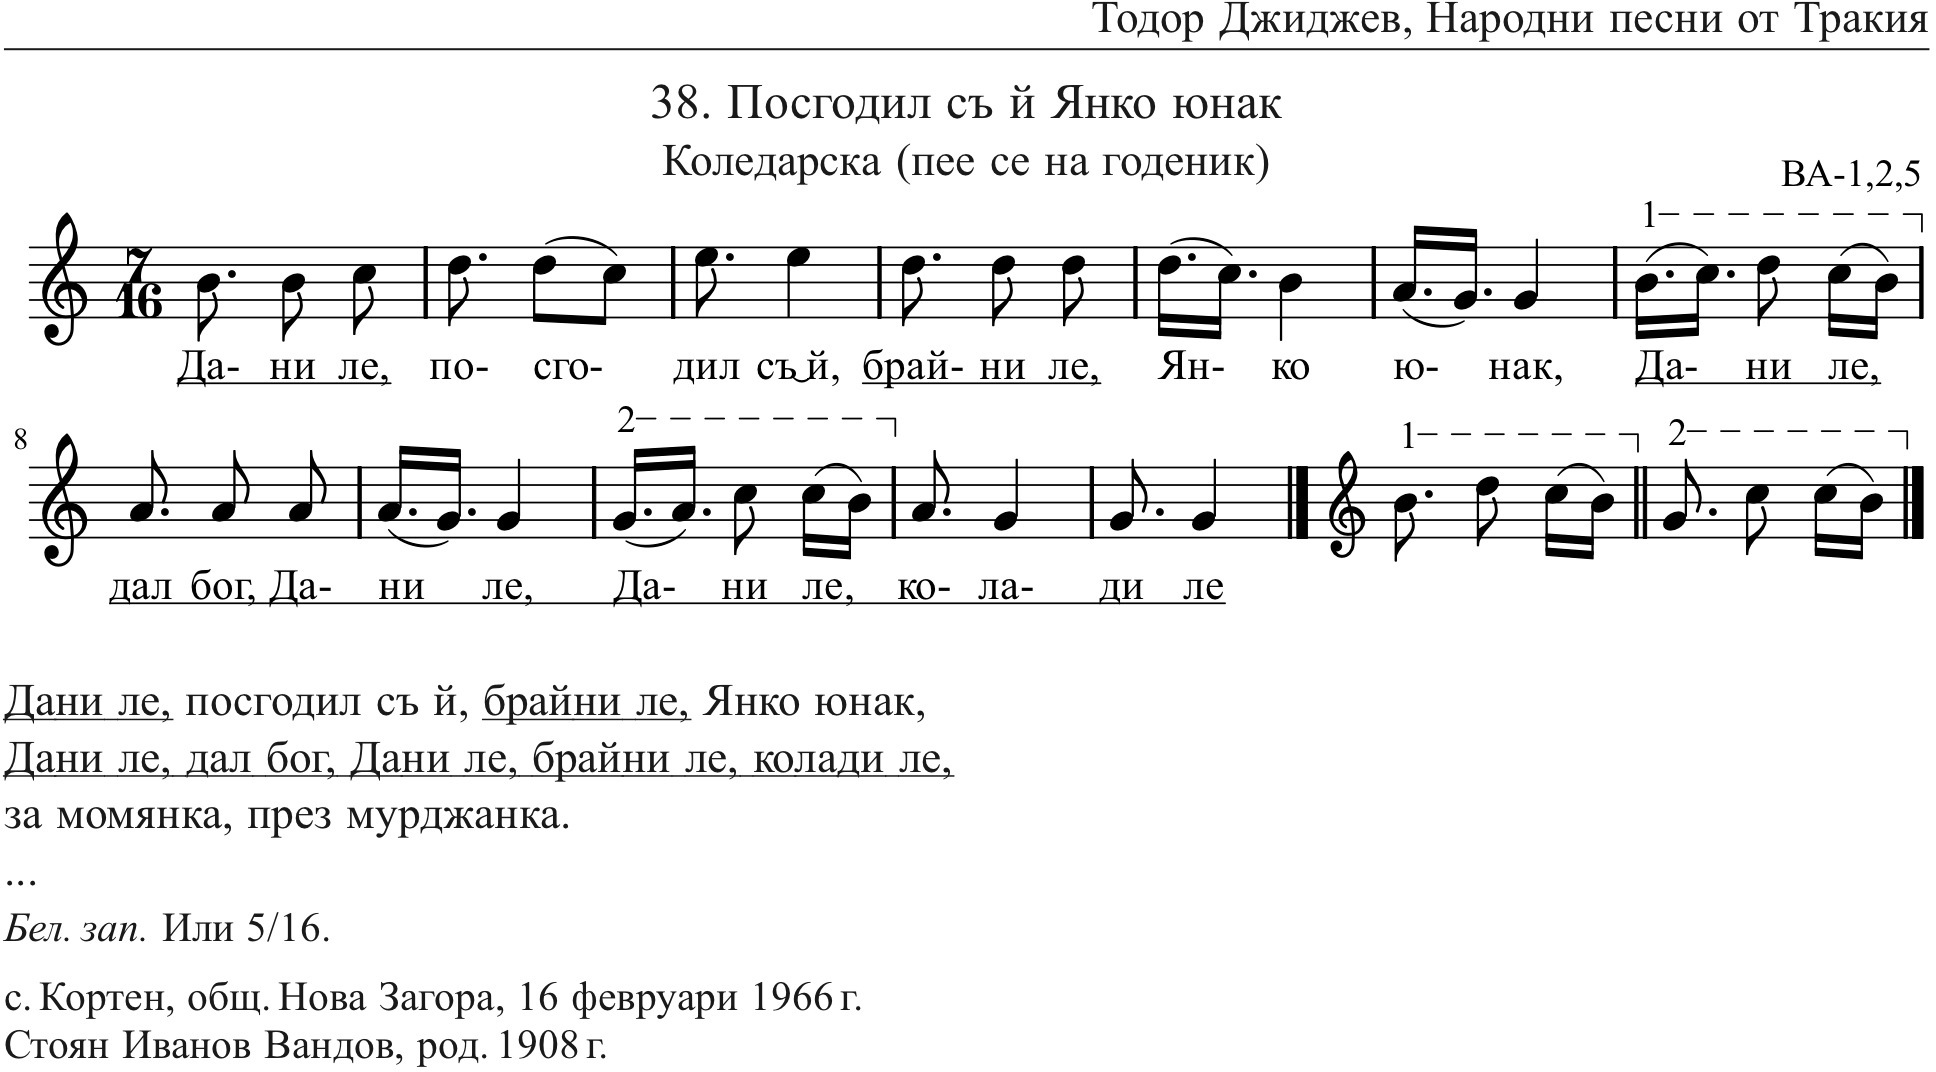 Тодор Джиджев, Народни песни от Тракия
38. Посгодил съ й Янко юнак
Коледарска (пее се на годеник)
ВА-1,2,5
7
16
1
Да- ни ле, по- сго- дил съ‿й, брай- ни ле, Ян- ко ю- нак, Да- ни ле,
8
2
1
2
дал бог, Да- ни ле, Да- ни ле, ко- ла- ди ле
Дани ле, посгодил съ й, брайни ле, Янко юнак,
Дани ле, дал бог, Дани ле, брайни ле, колади ле,
за момянка, през мурджанка.
...
Бел. зап. Или 5/16.
с. Кортен, общ. Нова Загора, 16 февруари 1966 г.
Стоян Иванов Вандов, род. 1908 г.